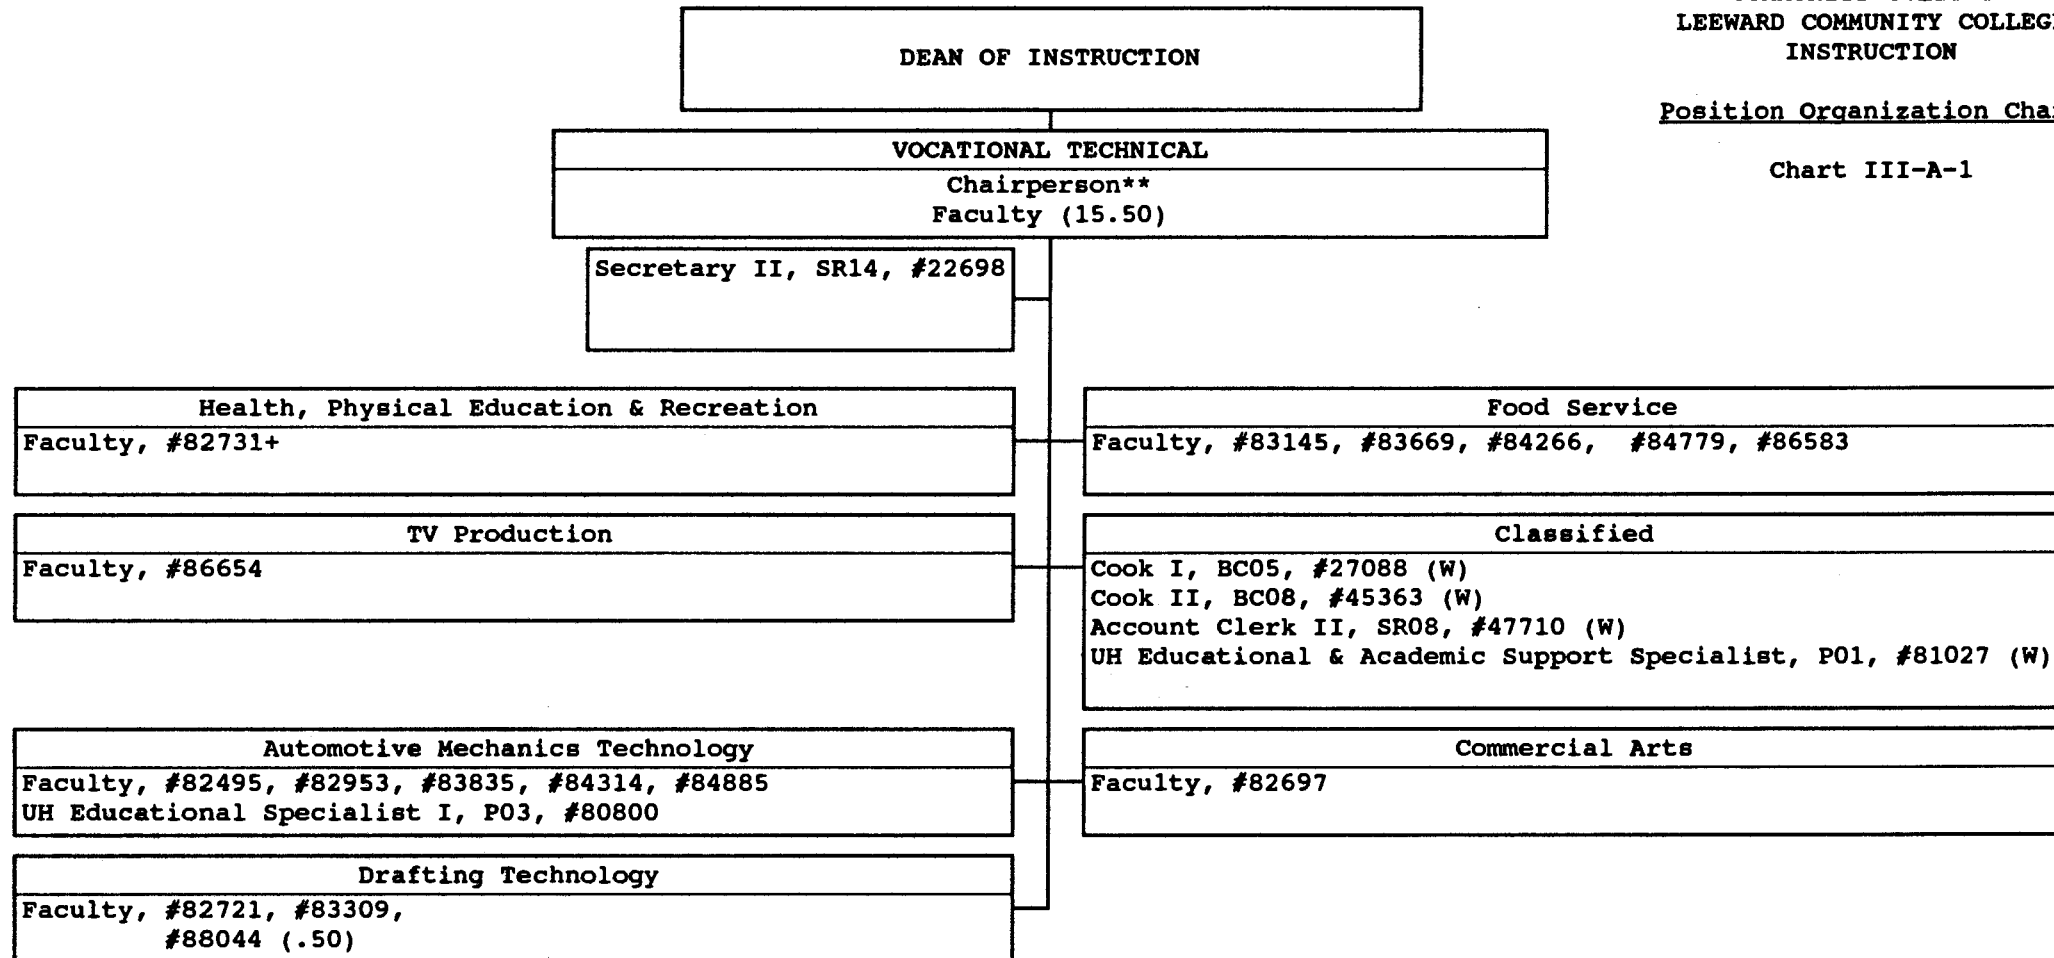 LEEWARD COMMUNITY COLLEGE
INSTRUCTION
Position Organization
Chart III-A-1
DEAN OF INSTRUCTION
VOCATIONAL TECHNICAL
Chairperson**
Faculty (15.50)
Secretary II, SR14, #22698
Health, Physical Education & Recreation
Faculty, #82731+
Food Service
Faculty, #83145, #83669, #84266, #84779, #86583
TV Production
Faculty, #86654
Classified
Cook I, BC05, #27088 (W)
Cook II, BC08, #45363 (W)
Account Clerk II, SR08, #47710 (W)
UH Educational & Academic Support Specialist, P01, #81027 (W)
Automotive Mechanics Technology
Faculty, #82495, #82953, #83835, #84314, #84885
UH Educational Specialist I, P03, #80800
Commercial Arts
Faculty, #82697
Drafting Technology
Faculty, #82721, #83309,
#88044 (.50)